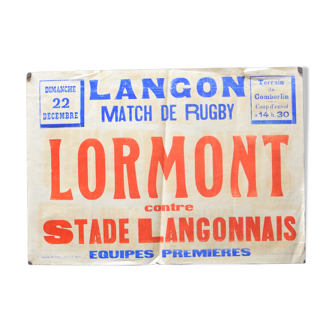 DIMANCHE
22
DECEMBRE
LANGON
MATCH DE RUGBY
Terrain
de
Comberlin
Coup d'envoi
à 14 h. 30
LORMONT
contre
STADE LANGONNAIS
EQUIPES PREMIERES